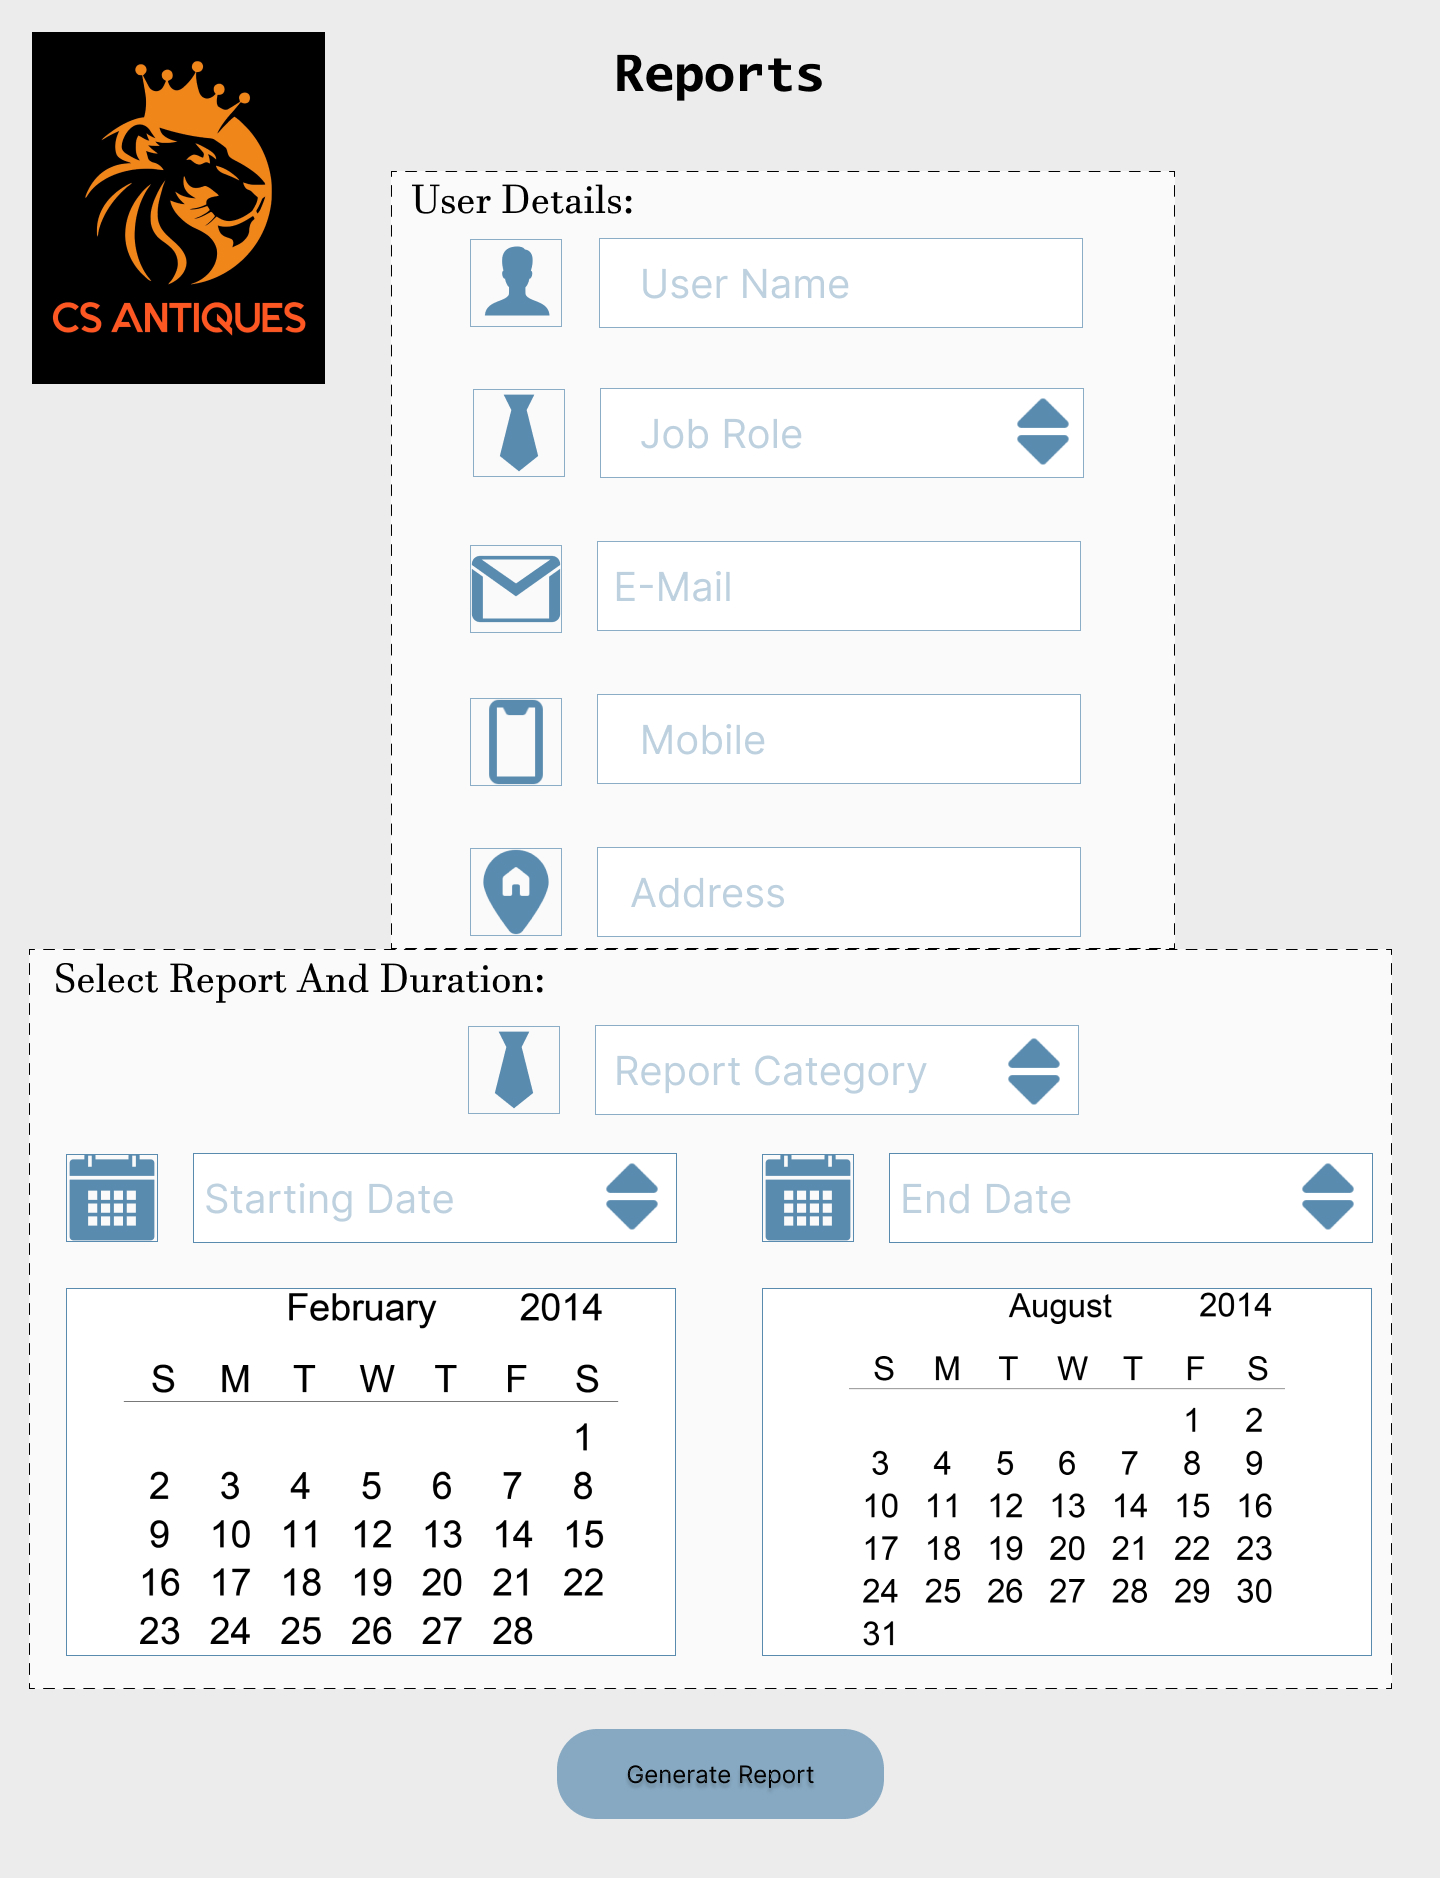 Reports
CS ANTIQUES
User Details:
User Name
Job Role
E-Mail
Mobile
Address
Select Report And Duration:
Report Category
Starting Date
End Date
February 2014
S M T W T F S
1
2 3 4 5 6 7 8
9 10 11 12 13 14 15
16 17 18 19 20 21 22
23 24 25 26 27 28
August 2014
S M T W T F S
1 2
3 4 5 6 7 8 9
10 11 12 13 14 15 16
17 18 19 20 21 22 23
24 25 26 27 28 29 30
31
Generate Report